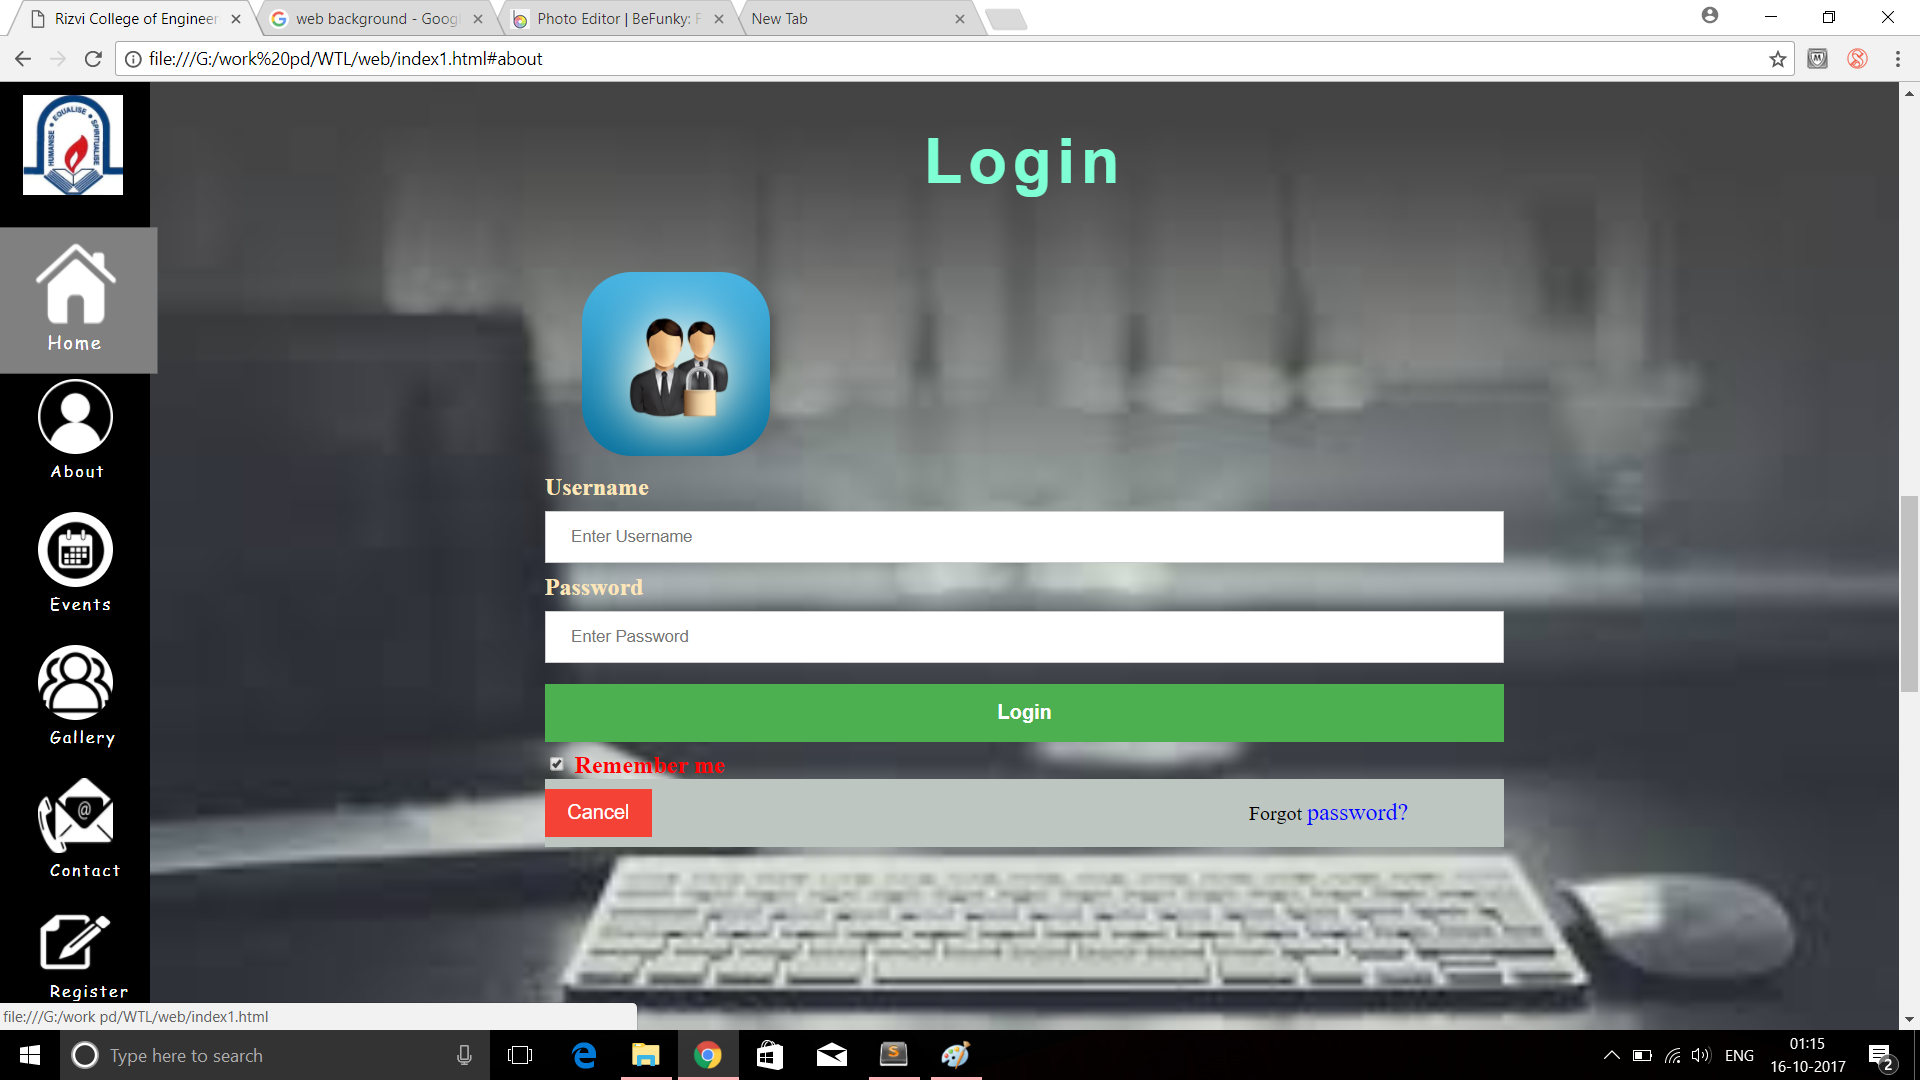 Rizvi College of Engineer
web background - Goog
Photo Editor | BeFunky: F
New Tab
file:///G:/work%20pd/WTL/web/index1.html#about
HUMANISE • EQUALISE • SPIRITUALISE
Login
Home
About
Username
Enter Username
Password
Enter Password
Events
Login
Gallery
Remember me
Cancel
Forgot password?
Contact
Register
file:///G:/work pd/WTL/web/index1.html
Type here to search
ENG
01:15
16-10-2017
2